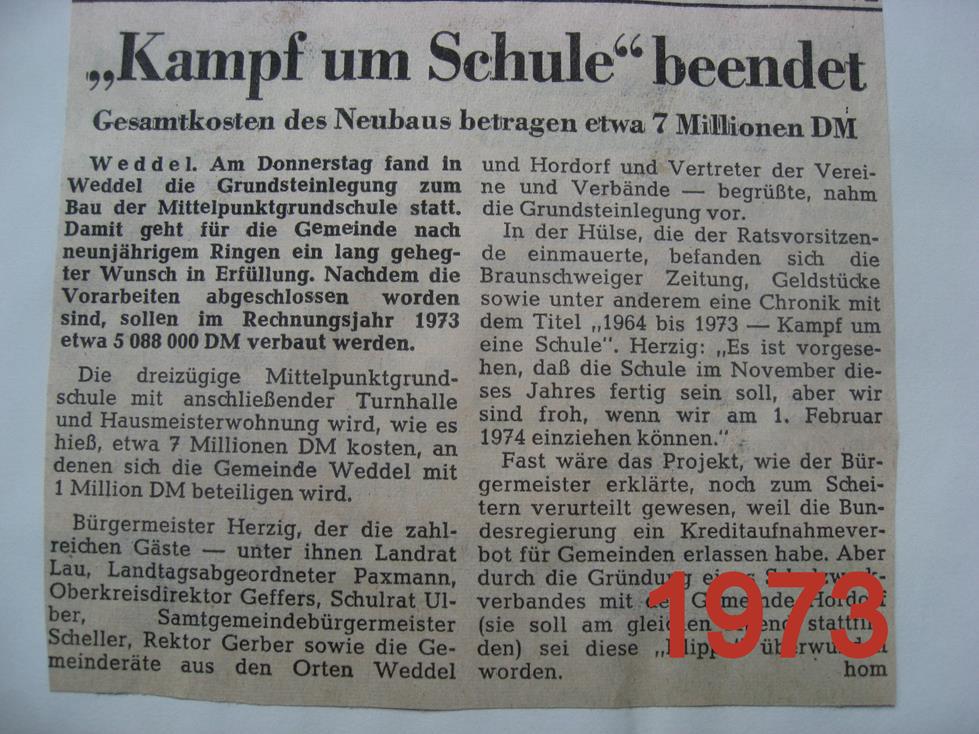 „Kampf um Schule“ beendet
Gesamtkosten des Neubaus betragen etwa 7 Millionen DM
Weddel. Am Donnerstag fand in
Weddel die Grundsteinlegung zum
Bau der Mittelpunktgrundschule statt.
Damit geht für die Gemeinde nach
neunjährigem Ringen ein lang geheg-
ter Wunsch in Erfüllung. Nachdem die
Vorarbeiten abgeschlossen worden
sind, sollen im Rechnungsjahr 1973
etwa 5 088 000 DM verbaut werden.
Die dreizügige Mittelpunktgrund-
schule mit anschließender Turnhalle
und Hausmeisterwohnung wird, wie es
hieß, etwa 7 Millionen DM kosten, an
denen sich die Gemeinde Weddel mit
1 Million DM beteiligen wird.
Bürgermeister Herzig, der die zahl-
reichen Gäste — unter ihnen Landrat
Lau, Landtagsabgeordneter Paxmann,
Oberkreisdirektor Geffers, Schulrat Ul-
ber, Samtgemeindebürgermeister
Scheller, Rektor Gerber sowie die Ge-
meinderäte aus den Orten Weddel
und Hordorf und Vertreter der Verei-
ne und Verbände — begrüßte, nahm
die Grundsteinlegung vor.
In der Hülse, die der Ratsvorsitzen-
de einmauerte, befanden sich die
Braunschweiger Zeitung, Geldstücke
sowie unter anderem eine Chronik mit
dem Titel „1964 bis 1973 — Kampf um
eine Schule“. Herzig: „Es ist vorgese-
hen, daß die Schule im November die-
ses Jahres fertig sein soll, aber wir
sind froh, wenn wir am 1. Februar
1974 einziehen können.“
Fast wäre das Projekt, wie der Bür-
germeister erklärte, noch zum Schei-
tern verurteilt gewesen, weil die Bun-
desregierung ein Kreditaufnahmever-
bot für Gemeinden erlassen habe. Aber
durch die Gründung eines
verbandes mit der Gemeinde Hordorf
(sie soll am gleichen Abend stattfin-
den) sei diese „Klippe“ überwunden
worden. hom
1973